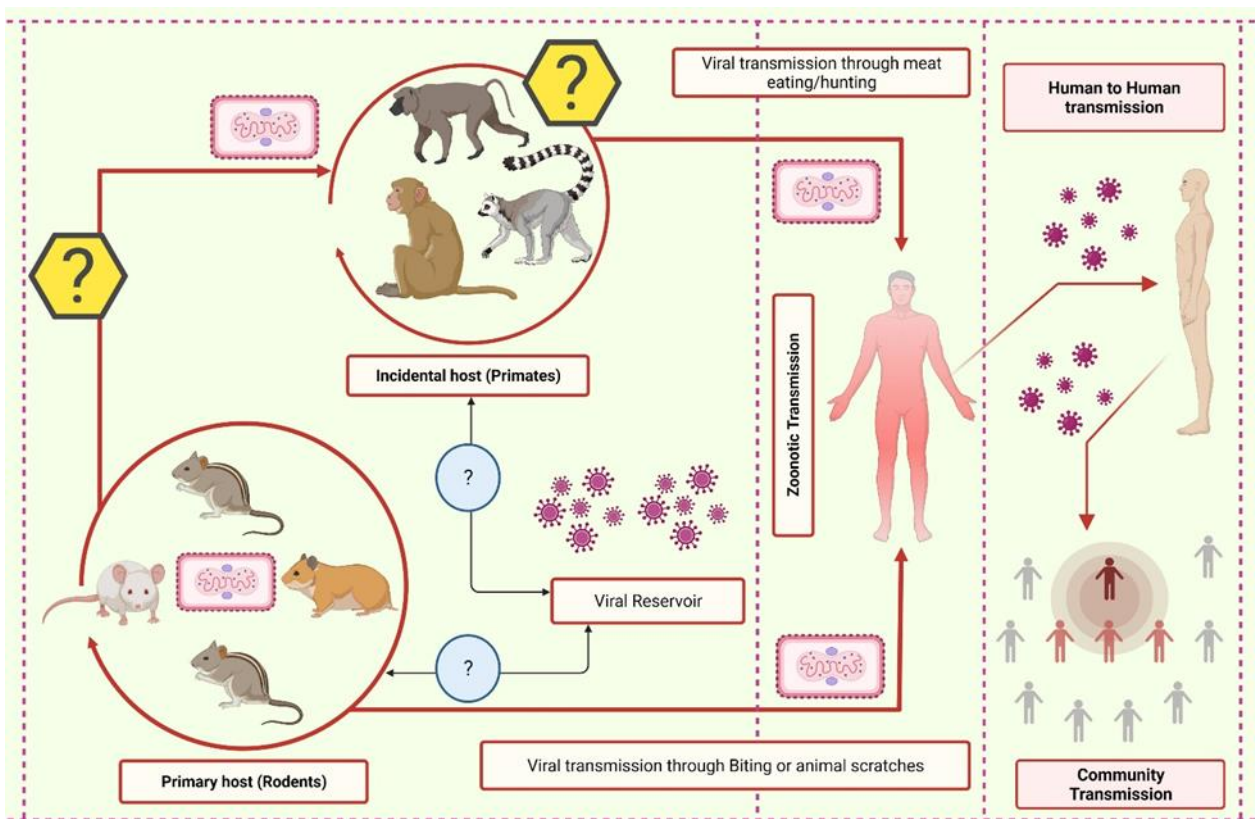 ?
Viral transmission through meat
eating/hunting
Human to Human
transmission
?
Incidental host (Primates)
Zoonotic Transmission
?
Viral Reservoir
?
Viral transmission through Biting or animal scratches
Primary host (Rodents)
Community
Transmission